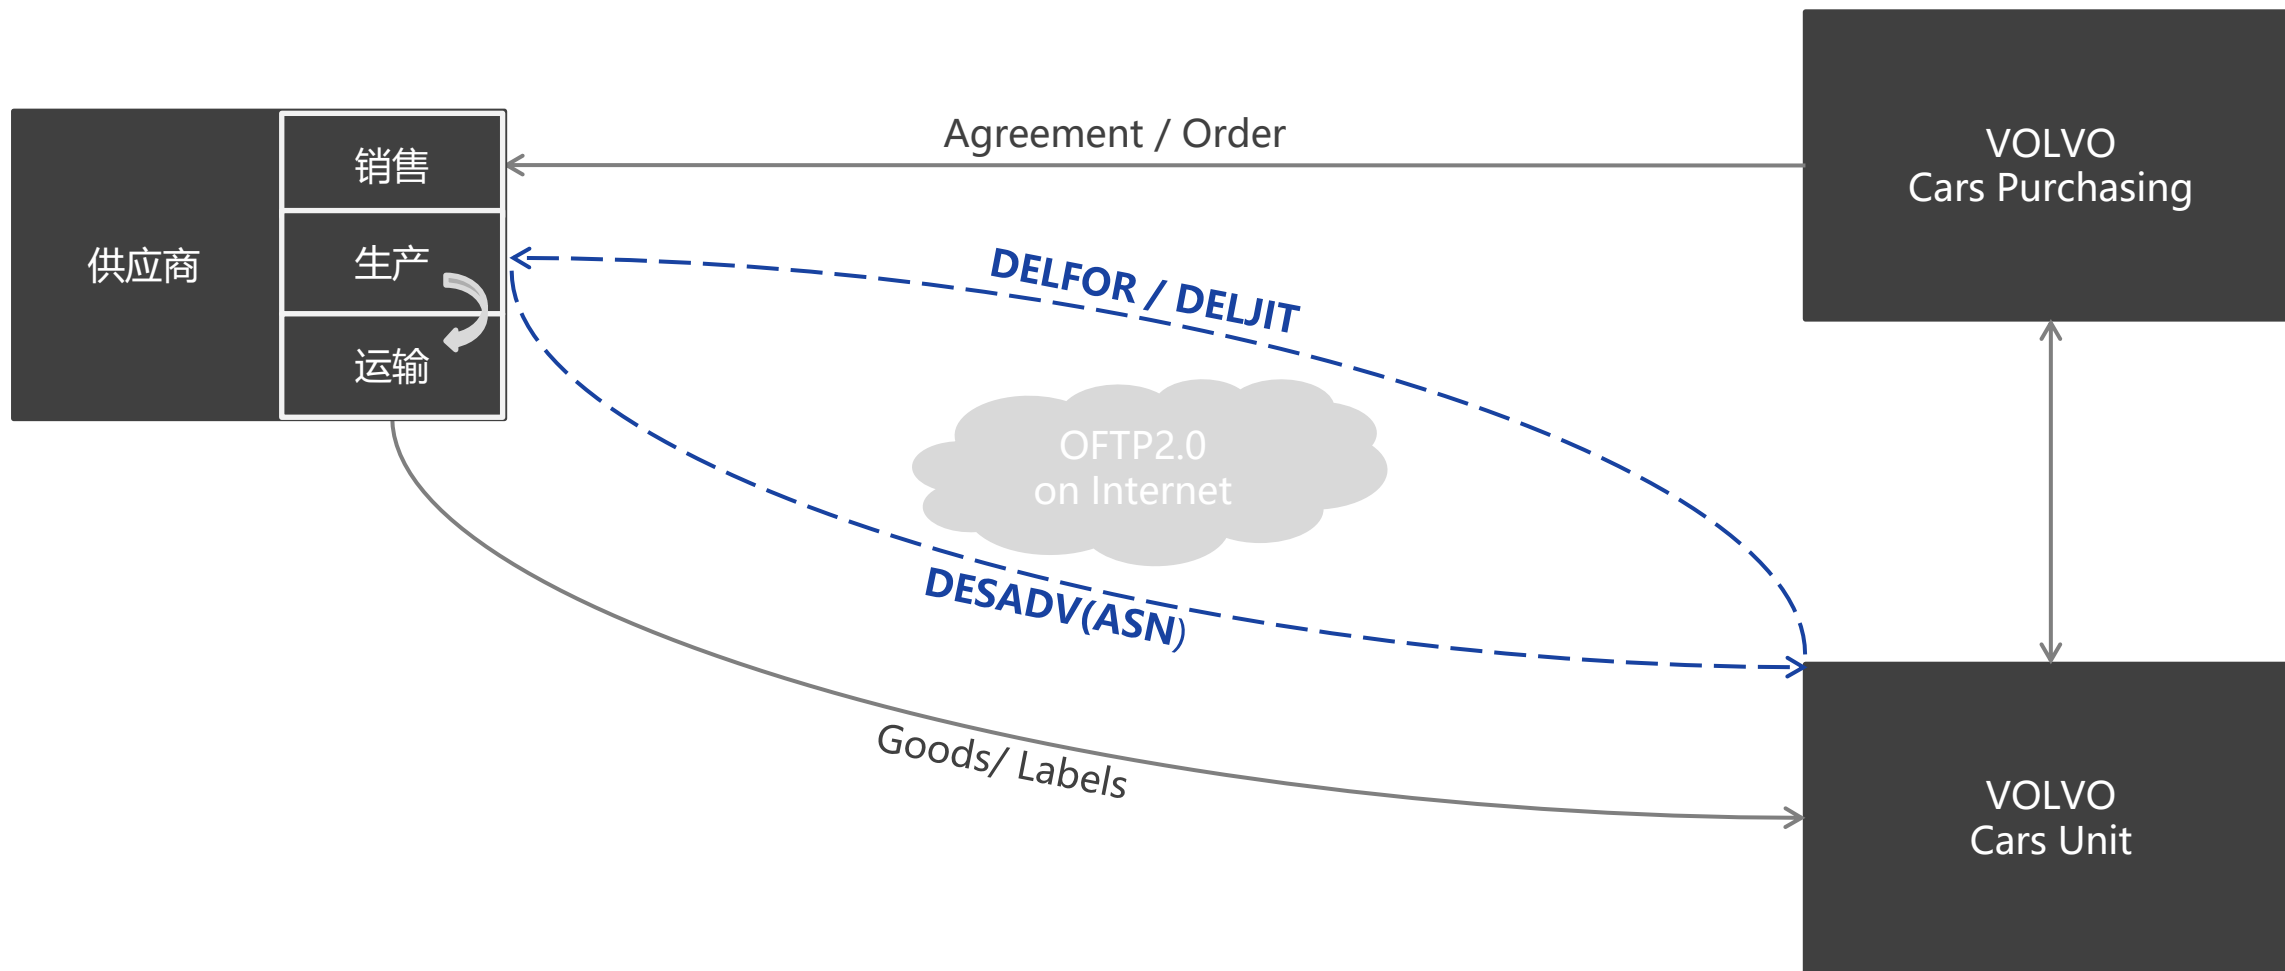 供应商
销售
生产
运输
Agreement / Order
VOLVO
Cars Purchasing
DELFOR / DELJIT
OFTP2.0
on Internet
DESADV(ASN)
Goods/ Labels
VOLVO
Cars Unit